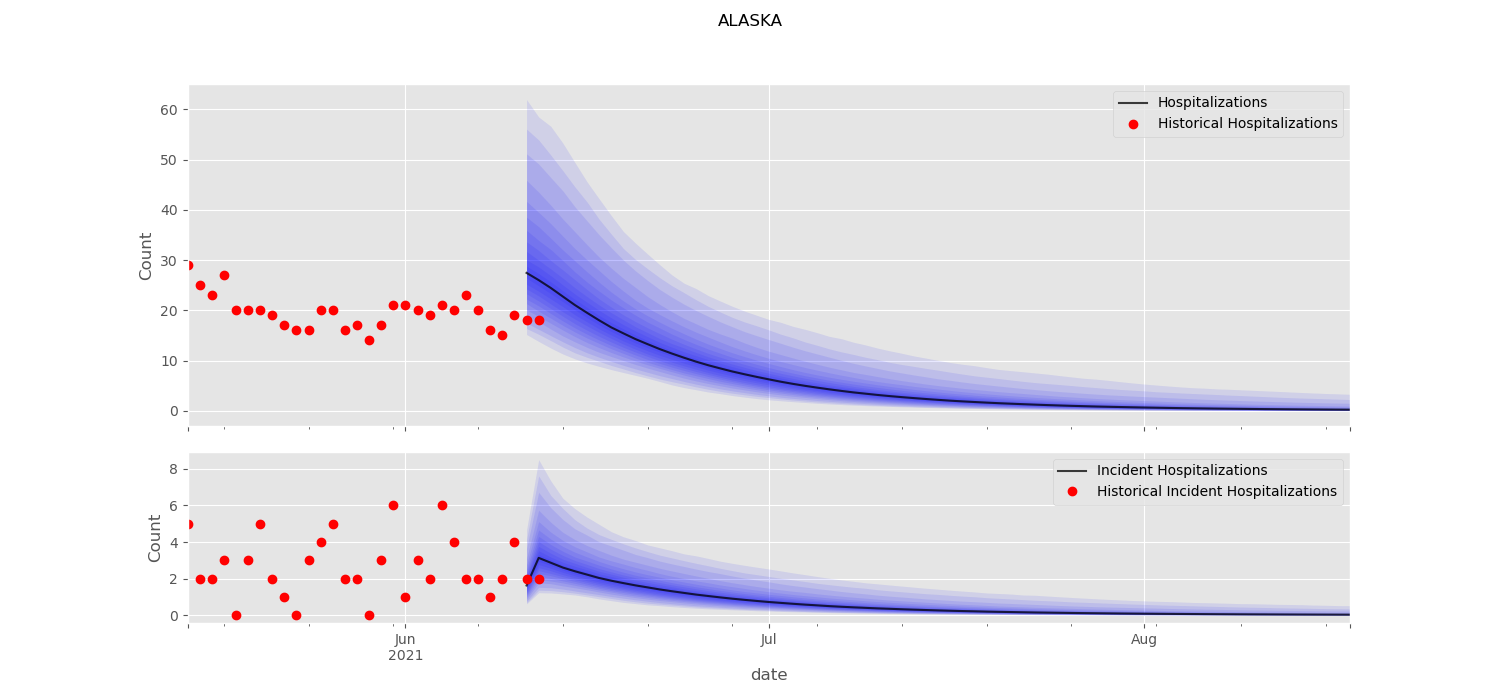 ALASKA
Hospitalizations
Historical Hospitalizations
60
50
40
30
20
10
0
Count
Incident Hospitalizations
Historical Incident Hospitalizations
8
6
4
2
0
Count
Jun
2021
Jul
Aug
date